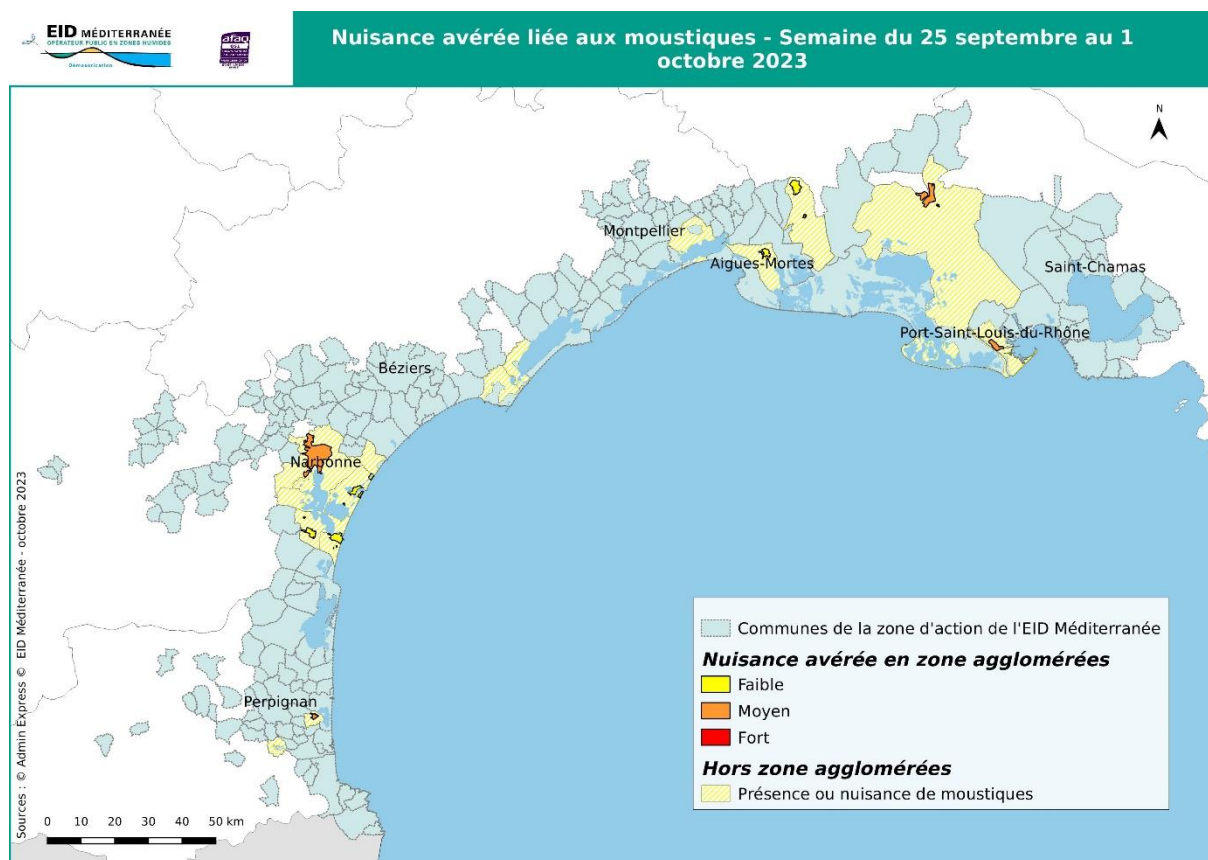 EID MÉDITERRANÉE
OPÉRATEUR PUBLIC EN ZONES HUMIDES
Démoustication
afaq
Nuisance avérée liée aux moustiques - Semaine du 25 septembre au 1
octobre 2023
N
Montpellier
Aigues-Mortes
Saint-Chamas
Port-Saint-Louis-du-Rhône
Béziers
Narbonne
Perpignan
Communes de la zone d'action de l'EID Méditerranée
Nuisance avérée en zone agglomérées
Faible
Moyen
Fort
Hors zone agglomérées
Présence ou nuisance de moustiques
0 10 20 30 40 50 km
Sources : © Admin Express © EID Méditerranée - octobre 2023